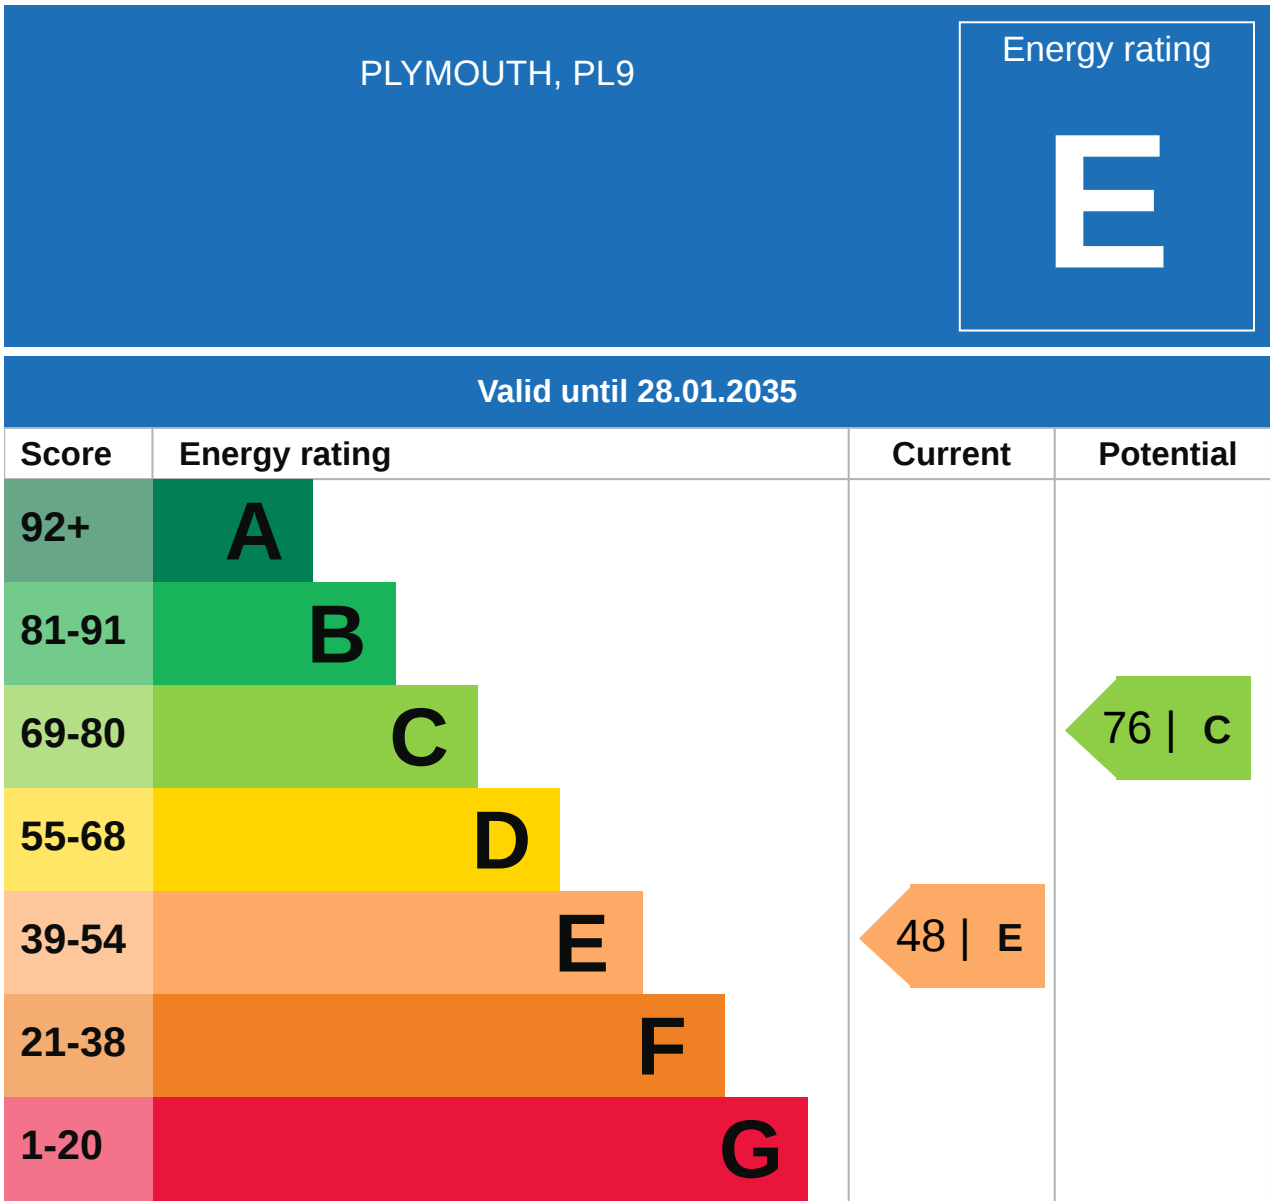 PLYMOUTH, PL9
Energy rating
E
Valid until 28.01.2035
Score Energy rating Current Potential
92+ A
81-91 B
69-80 C 76 | C
55-68 D
39-54 E 48 | E
21-38 F
1-20 G